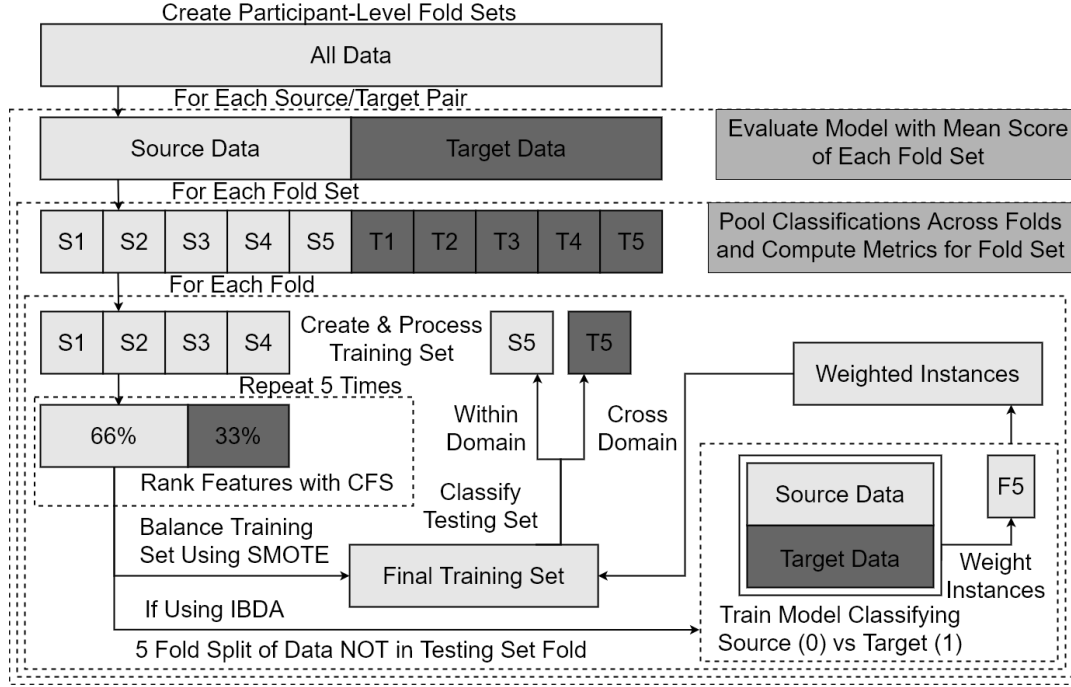 Create Participant-Level Fold Sets
All Data
For Each Source/Target Pair
Source Data
Target Data
Evaluate Model with Mean Score
of Each Fold Set
For Each Fold Set
S1 S2 S3 S4 S5 T1 T2 T3 T4 T5
Pool Classifications Across Folds
and Compute Metrics for Fold Set
For Each Fold
S1 S2 S3 S4
Create & Process
Training Set
S5
T5
Weighted Instances
Repeat 5 Times
66% 33%
Rank Features with CFS
Within
Domain
Cross
Domain
Classify
Testing Set
Balance Training
Set Using SMOTE
Final Training Set
Source Data
Target Data
F5
Weight
Instances
If Using IBDA
5 Fold Split of Data NOT in Testing Set Fold
Train Model Classifying
Source (0) vs Target (1)